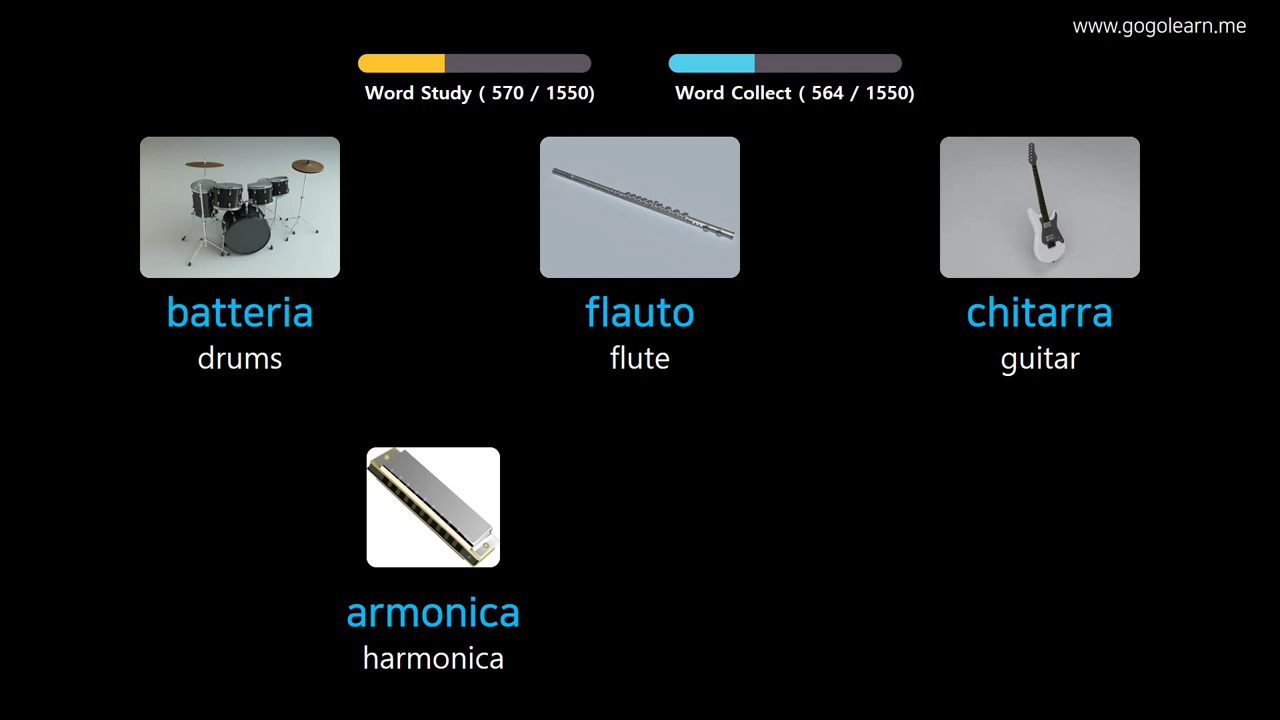 www.gogolearn.me
Word Study ( 570 / 1550)
Word Collect ( 564 / 1550)
batteria
drums
flauto
flute
chitarra
guitar
armonica
harmonica